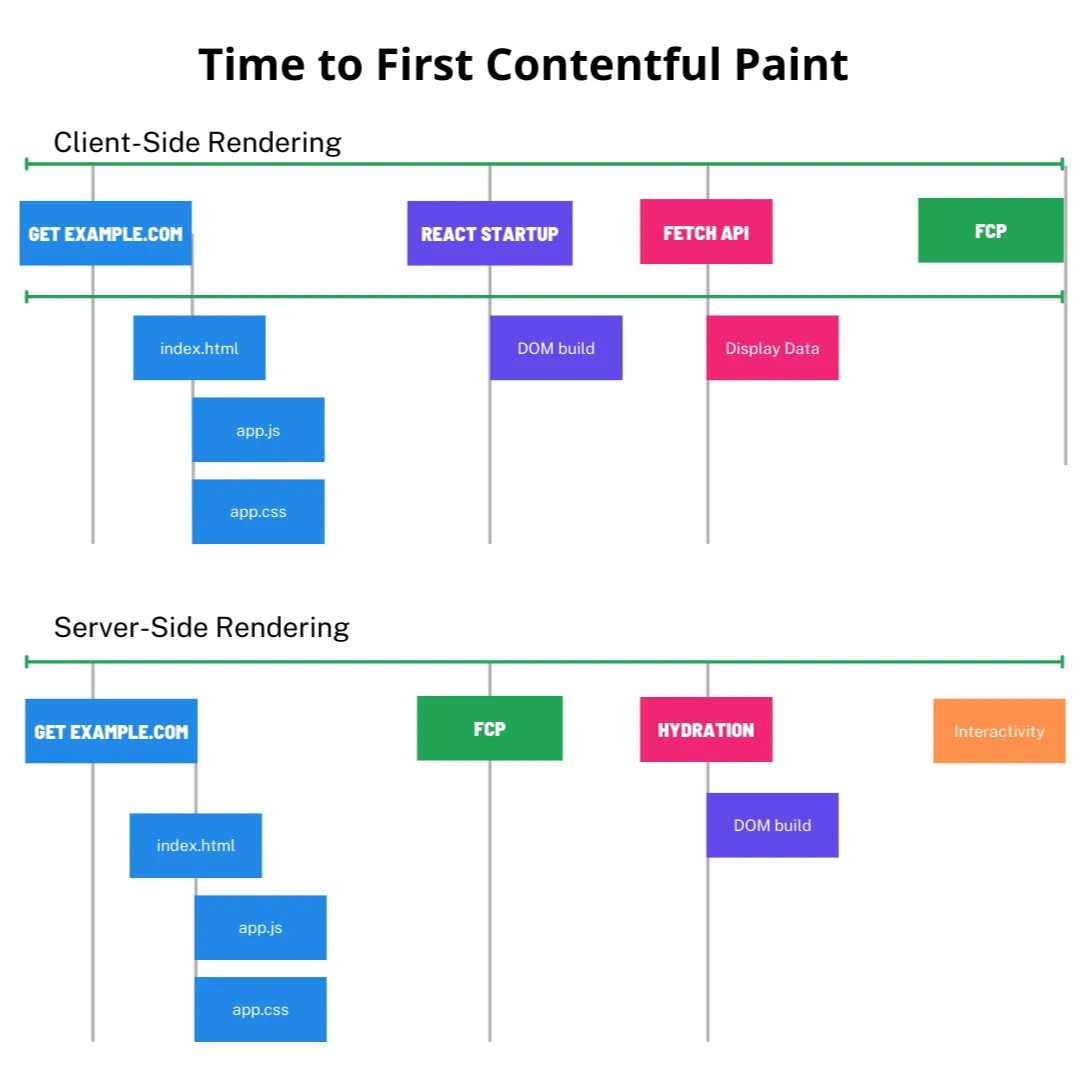 Time to First Contentful Paint
Client-Side Rendering
GET EXAMPLE.COM
REACT STARTUP
FETCH API
FCP
index.html
DOM build
Display Data
app.js
app.css
Server-Side Rendering
GET EXAMPLE.COM
FCP
HYDRATION
Interactivity
index.html
DOM build
app.js
app.css